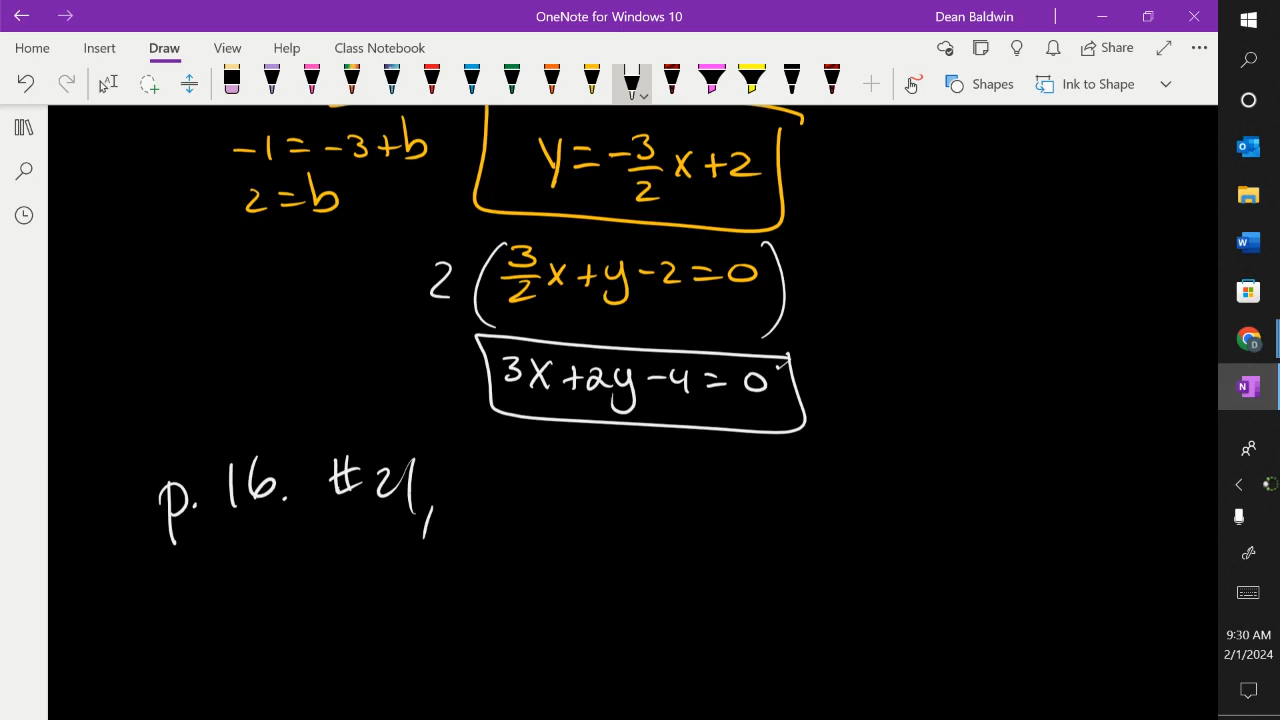 OneNote for Windows 10
Dean Baldwin
Home Insert Draw View Help Class Notebook
Share
Shapes Ink to Shape
-1 = -3+b
2 = b
y = -3/2 x + 2
2 ( 3/2 x + y - 2 = 0 )
3x + 2y - 4 = 0
p. 16. # 21,
9:30 AM
2/1/2024